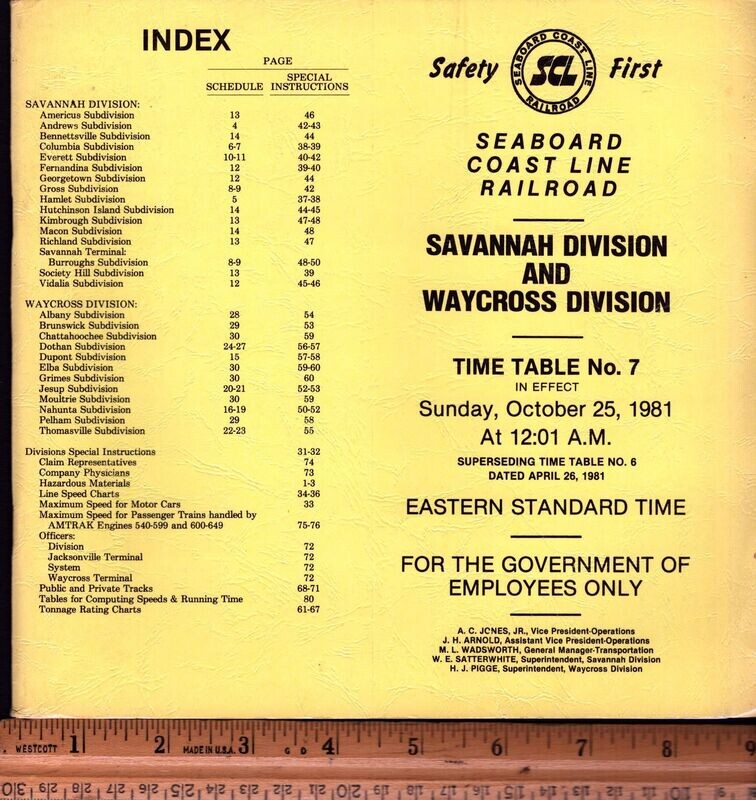 INDEX
PAGE
SCHEDULE SPECIAL INSTRUCTIONS
SAVANNAH DIVISION:
Americus Subdivision 13 46
Andrews Subdivision 4 42-43
Bennettsville Subdivision 14 44
Columbia Subdivision 6-7 38-39
Everett Subdivision 10-11 40-42
Fernandina Subdivision 12 39-40
Georgetown Subdivision 12 44
Gross Subdivision 8-9 42
Hamlet Subdivision 5 37-38
Hutchinson Island Subdivision 14 44-45
Kimbrough Subdivision 13 47-48
Macon Subdivision 14 48
Richland Subdivision 13 47
Savannah Terminal:
Burroughs Subdivision 8-9 48-50
Society Hill Subdivision 13 39
Vidalia Subdivision 12 45-46
WAYCROSS DIVISION:
Albany Subdivision 28 54
Brunswick Subdivision 29 53
Chattahoochee Subdivision 30 59
Dothan Subdivision 24-27 56-57
Dupont Subdivision 15 57-58
Elba Subdivision 30 59-60
Grimes Subdivision 30 60
Jesup Subdivision 20-21 52-53
Moultrie Subdivision 30 59
Nahunta Subdivision 16-19 50-52
Pelham Subdivision 29 58
Thomasville Subdivision 22-23 55
Divisions Special Instructions 31-32
Claim Representatives 74
Company Physicians 73
Hazardous Materials 1-3
Line Speed Charts 34-36
Maximum Speed for Motor Cars 33
Maximum Speed for Passenger Trains handled by
AMTRAK Engines 540-599 and 600-649 75-76
Officers:
Division 72
Jacksonville Terminal 72
System 72
Waycross Terminal 72
Public and Private Tracks 68-71
Tables for Computing Speeds & Running Time 80
Tonnage Rating Charts 61-67
Safety First
SEABOARD COAST LINE
SCL
RAILROAD
SEABOARD
COAST LINE
RAILROAD
SAVANNAH DIVISION
AND
WAYCROSS DIVISION
TIME TABLE No. 7
IN EFFECT
Sunday, October 25, 1981
At 12:01 A.M.
SUPERSEDING TIME TABLE NO. 6
DATED APRIL 26, 1981
EASTERN STANDARD TIME
FOR THE GOVERNMENT OF
EMPLOYEES ONLY
A. C. JONES, JR., Vice President-Operations
J. H. ARNOLD, Assistant Vice President-Operations
M. L. WADSWORTH, General Manager-Transportation
W. E. SATTERWHITE, Superintendent, Savannah Division
H. J. PIGGE, Superintendent, Waycross Division
WESTCOTT 1 2 MADE IN U.S.A. 3 4 5 6 7 8 9